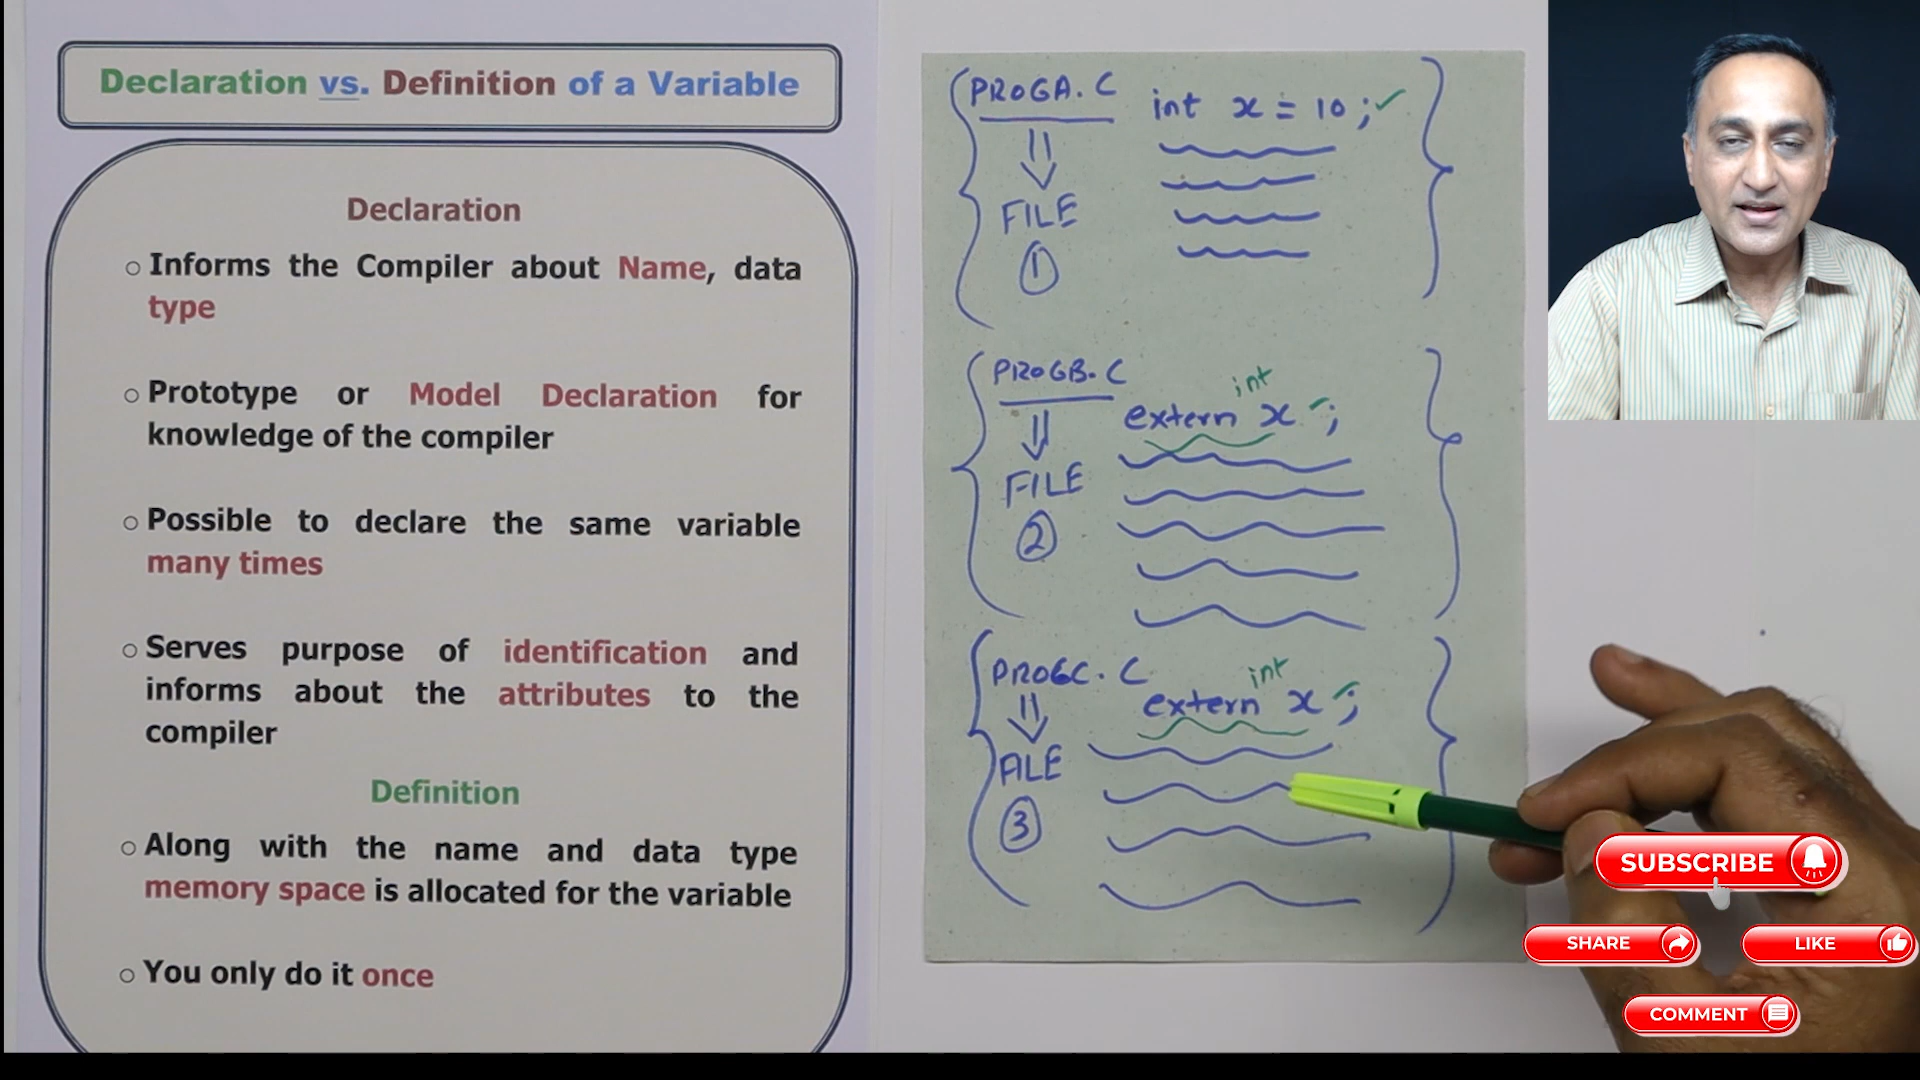 Declaration vs. Definition of a Variable
Declaration
○ Informs the Compiler about Name, data
type
○ Prototype or Model Declaration for
knowledge of the compiler
○ Possible to declare the same variable
many times
○ Serves purpose of identification and
informs about the attributes to the
compiler
Definition
○ Along with the name and data type
memory space is allocated for the variable
○ You only do it once
PROGA.C int x = 10 ;
FILE
1
PROGB.C
int
extern x ;
FILE
2
PROGC.C
int
extern x ;
FILE
3
SUBSCRIBE
SHARE
LIKE
COMMENT